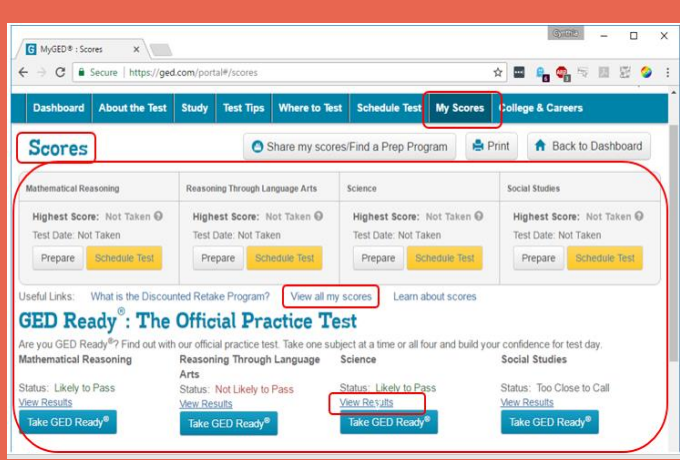 Cynthia
MyGED® : Scores
Secure | https://ged.com/portal#/scores
Dashboard About the Test Study Test Tips Where to Test Schedule Test My Scores College & Careers
Scores Share my scores/Find a Prep Program Print Back to Dashboard
Mathematical Reasoning Reasoning Through Language Arts Science Social Studies
Highest Score: Not Taken Highest Score: Not Taken Highest Score: Not Taken Highest Score: Not Taken
Test Date: Not Taken Test Date: Not Taken Test Date: Not Taken Test Date: Not Taken
Prepare Schedule Test Prepare Schedule Test Prepare Schedule Test Prepare Schedule Test
Useful Links: What is the Discounted Retake Program? View all my scores Learn about scores
GED Ready®: The Official Practice Test
Are you GED Ready®? Find out with our official practice test. Take one subject at a time or all four and build your confidence for test day.
Mathematical Reasoning Reasoning Through Language Arts Science Social Studies
Status: Likely to Pass Status: Not Likely to Pass Status: Likely to Pass Status: Too Close to Call
View Results View Results View Results View Results
Take GED Ready® Take GED Ready® Take GED Ready® Take GED Ready®